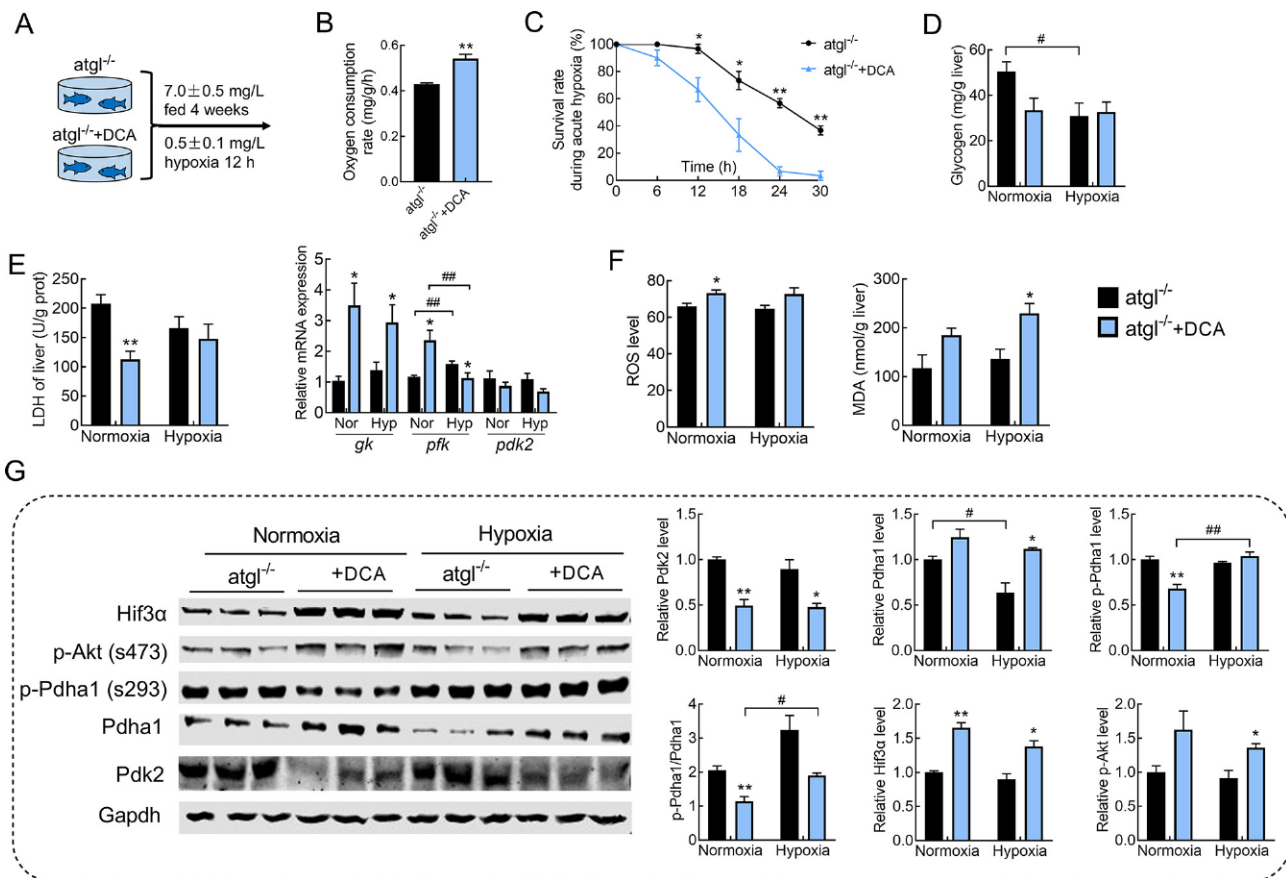 A
atgl-/-
atgl-/-+DCA
7.0±0.5 mg/L
fed 4 weeks
0.5±0.1 mg/L
hypoxia 12 h
B
Oxygen consumption
rate (mg/g/h)
0.6
0.4
0.2
0.0
**
atgl-/-
atgl-/-+DCA
C
Survival rate
during acute hypoxia (%)
100
80
60
40
20
0
* * ** **
Time (h)
0 6 12 18 24 30
atgl-/-
atgl-/-+DCA
D
Glycogen (mg/g liver)
60
40
20
0
#
Normoxia Hypoxia
E
LDH of liver (U/g prot)
250
200
150
100
50
0
**
Normoxia Hypoxia
Relative mRNA expression
5
4
3
2
1
0
* * ## * ## *
Nor Hyp Nor Hyp Nor Hyp
gk pfk pdk2
F
ROS level
80
60
40
20
0
*
Normoxia Hypoxia
MDA (nmol/g liver)
300
200
100
0
*
Normoxia Hypoxia
atgl-/-
atgl-/-+DCA
G
Normoxia Hypoxia
atgl-/- +DCA atgl-/- +DCA
Hif3α
p-Akt (s473)
p-Pdha1 (s293)
Pdha1
Pdk2
Gapdh
Relative Pdk2 level
1.5
1.0
0.5
0.0
** *
Normoxia Hypoxia
Relative Pdha1 level
1.5
1.0
0.5
0.0
# *
Normoxia Hypoxia
Relative p-Pdha1 level
1.5
1.0
0.5
0.0
** ##
Normoxia Hypoxia
p-Pdha1/Pdha1
4
3
2
1
0
** #
Normoxia Hypoxia
Relative Hif3α level
2.0
1.5
1.0
0.5
0.0
** *
Normoxia Hypoxia
Relative p-Akt level
2.0
1.5
1.0
0.5
0.0
*
Normoxia Hypoxia